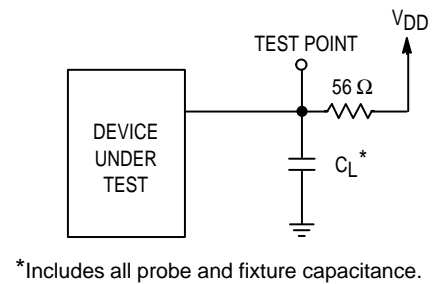 VDD
TEST POINT
56 Ω
DEVICE
UNDER
TEST
CL*
*Includes all probe and fixture capacitance.